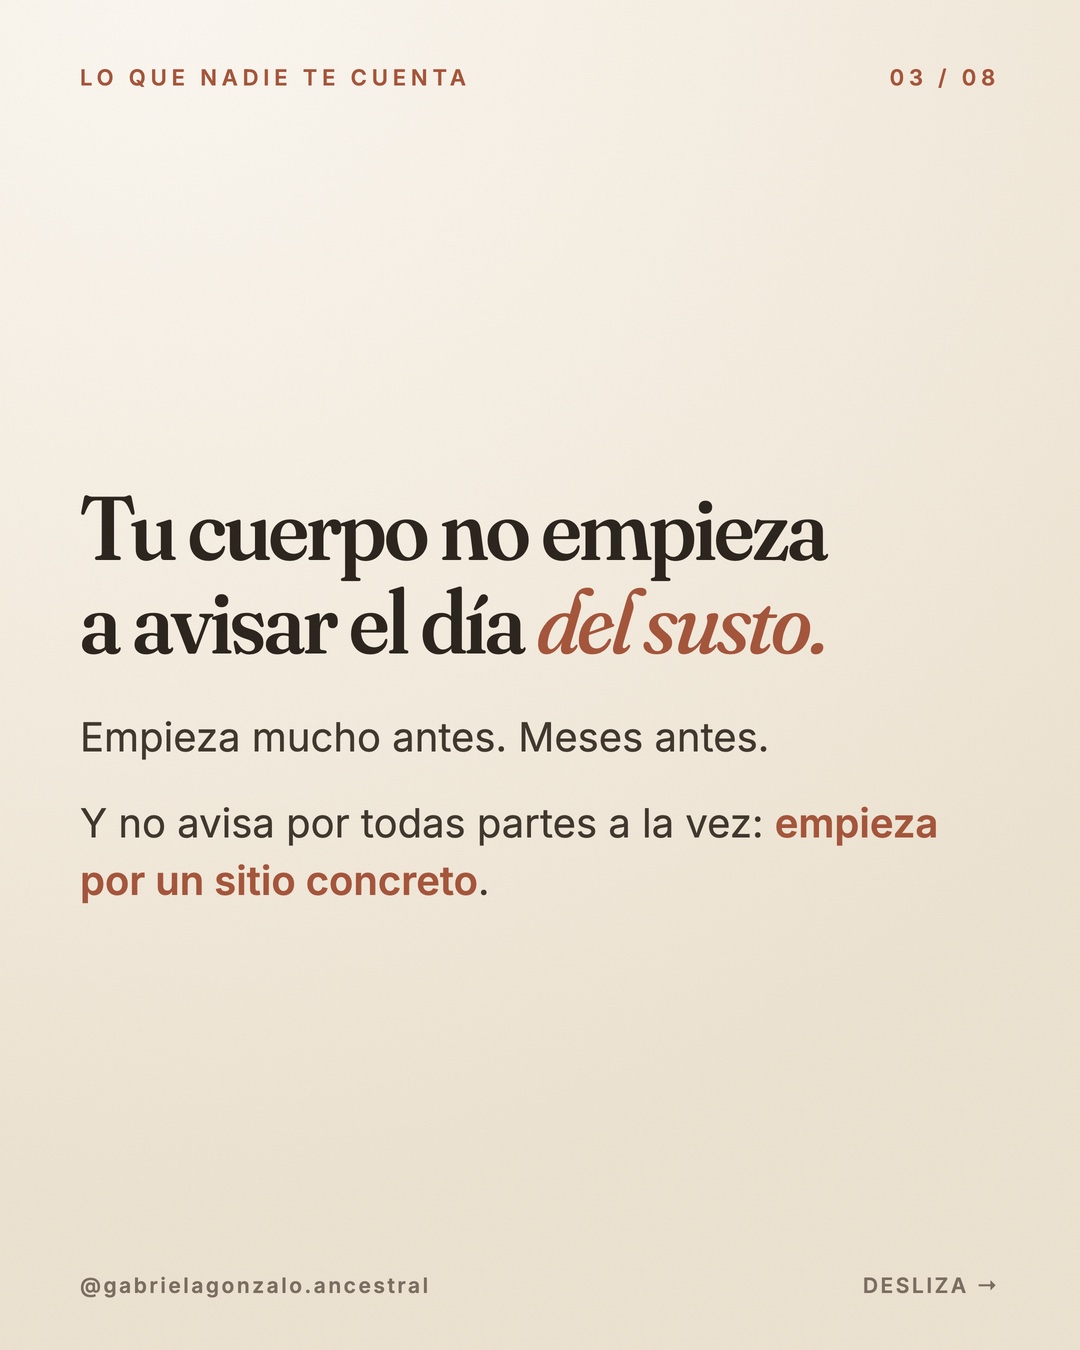 LO QUE NADIE TE CUENTA
03 / 08
Tu cuerpo no empieza
a avisar el día del susto.
Empieza mucho antes. Meses antes.
Y no avisa por todas partes a la vez: empieza
por un sitio concreto.
@gabrielagonzalo.ancestral
DESLIZA →